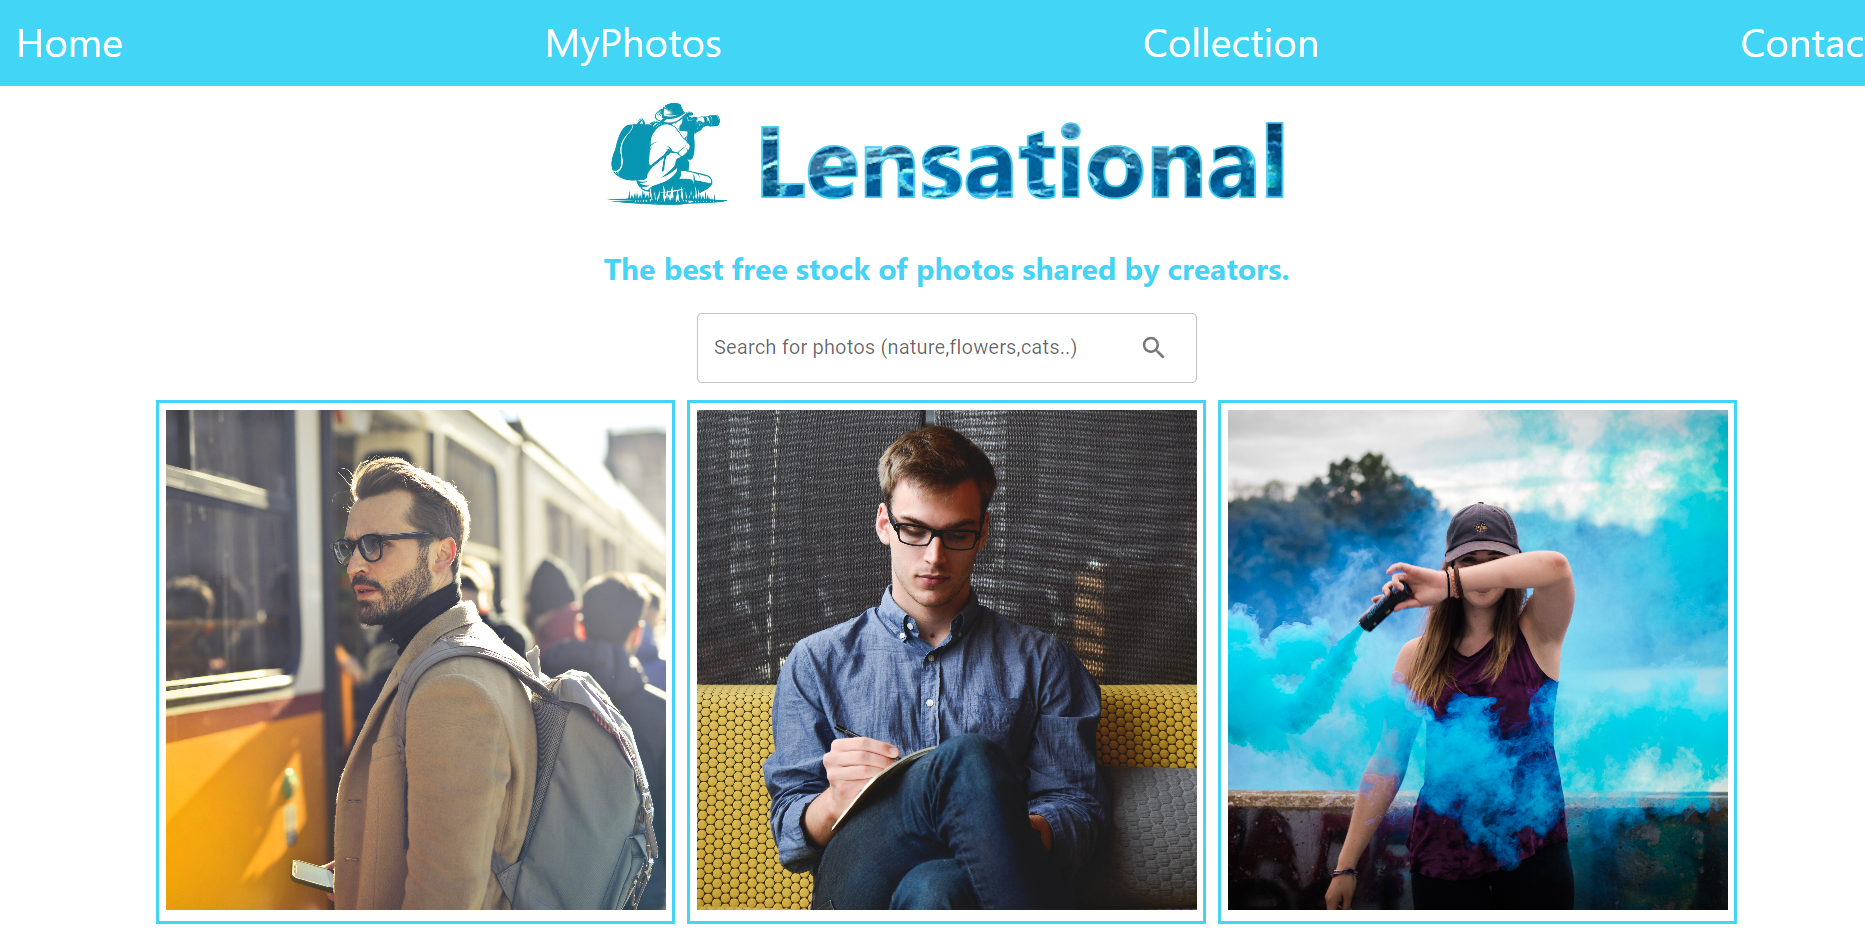 Home MyPhotos Collection Contac
Lensational
The best free stock of photos shared by creators.
Search for photos (nature,flowers,cats..)